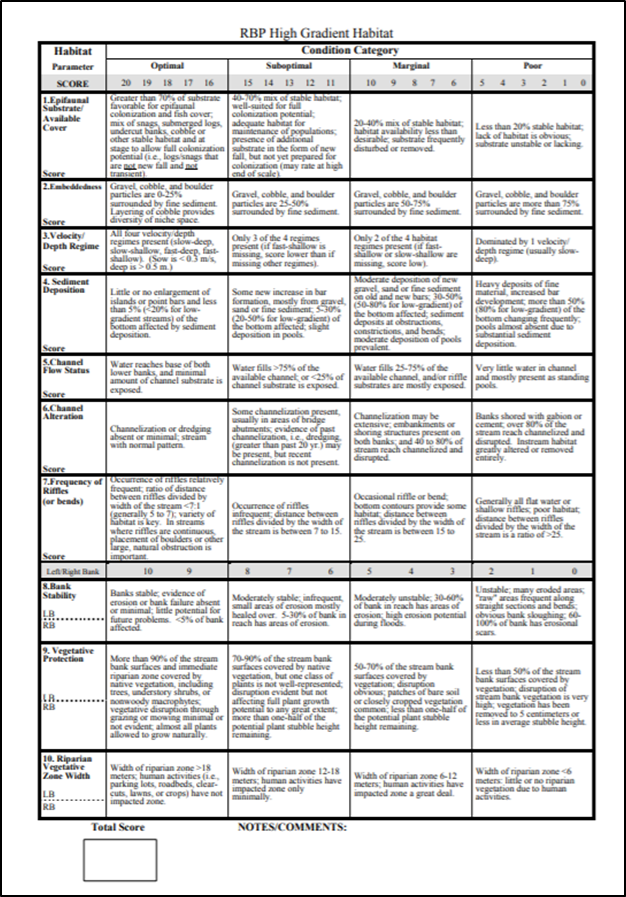 RBP High Gradient Habitat
Habitat
Parameter
Condition Category
Optimal Suboptimal Marginal Poor
SCORE 20 19 18 17 16 15 14 13 12 11 10 9 8 7 6 5 4 3 2 1 0
1.Epifaunal
Substrate/
Available
Cover
Score
Greater than 70% of substrate
favorable for epifaunal
colonization and fish cover;
mix of snags, submerged logs,
undercut banks, cobble or
other stable habitat and at
stage to allow full colonization
potential (i.e., logs/snags that
are not new fall and not
transient).
40-70% mix of stable habitat;
well-suited for full
colonization potential;
adequate habitat for
maintenance of populations;
presence of additional
substrate in the form of new
fall, but not yet prepared for
colonization (may rate at high
end of scale).
20-40% mix of stable habitat;
habitat availability less than
desirable; substrate frequently
disturbed or removed.
Less than 20% stable habitat;
lack of habitat is obvious;
substrate unstable or lacking.
2.Embeddedness
Score
Gravel, cobble, and boulder
particles are 0-25%
surrounded by fine sediment.
Layering of cobble provides
diversity of niche space.
Gravel, cobble, and boulder
particles are 25-50%
surrounded by fine sediment.
Gravel, cobble, and boulder
particles are 50-75%
surrounded by fine sediment.
Gravel, cobble, and boulder
particles are more than 75%
surrounded by fine sediment.
3.Velocity/
Depth Regime
Score
All four velocity/depth
regimes present (slow-deep,
slow-shallow, fast-deep, fast-
shallow). (Sow is < 0.3 m/s,
deep is > 0.5 m.)
Only 3 of the 4 regimes
present (if fast-shallow is
missing, score lower than if
missing other regimes).
Only 2 of the 4 habitat
regimes present (if fast-
shallow or slow-shallow are
missing, score low).
Dominated by 1 velocity/
depth regime (usually slow-
deep).
4. Sediment
Deposition
Score
Little or no enlargement of
islands or point bars and less
than 5% (<20% for low-
gradient streams) of the
bottom affected by sediment
deposition.
Some new increase in bar
formation, mostly from gravel,
sand or fine sediment; 5-30%
(20-50% for low-gradient) of
the bottom affected; slight
deposition in pools.
Moderate deposition of new
gravel, sand or fine sediment
on old and new bars; 30-50%
(50-80% for low-gradient) of
the bottom affected; sediment
deposits at obstructions,
constrictions, and bends;
moderate deposition of pools
prevalent.
Heavy deposits of fine
material, increased bar
development; more than 50%
(80% for low-gradient) of the
bottom changing frequently;
pools almost absent due to
substantial sediment
deposition.
5.Channel
Flow Status
Score
Water reaches base of both
lower banks, and minimal
amount of channel substrate is
exposed.
Water fills >75% of the
available channel; or <25% of
channel substrate is exposed.
Water fills 25-75% of the
available channel, and/or riffle
substrates are mostly exposed.
Very little water in channel
and mostly present as standing
pools.
6.Channel
Alteration
Score
Channelization or dredging
absent or minimal; stream
with normal pattern.
Some channelization present,
usually in areas of bridge
abutments; evidence of past
channelization, i.e., dredging,
(greater than past 20 yr.) may
be present, but recent
channelization is not present.
Channelization may be
extensive; embankments or
shoring structures present on
both banks; and 40 to 80% of
stream reach channelized and
disrupted.
Banks shored with gabion or
cement; over 80% of the
stream reach channelized and
disrupted. Instream habitat
greatly altered or removed
entirely.
7.Frequency of
Riffles
(or bends)
Score
Occurrence of riffles relatively
frequent; ratio of distance
between riffles divided by
width of the stream <7:1
(generally 5 to 7); variety of
habitat is key. In streams
where riffles are continuous,
placement of boulders or other
large, natural obstruction is
important.
Occurrence of riffles
infrequent; distance between
riffles divided by the width of
the stream is between 7 to 15.
Occasional riffle or bend;
bottom contours provide some
habitat; distance between
riffles divided by the width of
the stream is between 15 to
25.
Generally all flat water or
shallow riffles; poor habitat;
distance between riffles
divided by the width of the
stream is a ratio of >25.
Left/Right Bank 10 9 8 7 6 5 4 3 2 1 0
8.Bank
Stability
LB
RB
Banks stable; evidence of
erosion or bank failure absent
or minimal; little potential for
future problems. <5% of bank
affected.
Moderately stable; infrequent,
small areas of erosion mostly
healed over. 5-30% of bank in
reach has areas of erosion.
Moderately unstable; 30-60%
of bank in reach has areas of
erosion; high erosion potential
during floods.
Unstable; many eroded areas;
"raw" areas frequent along
straight sections and bends;
obvious bank sloughing; 60-
100% of bank has erosional
scars.
9. Vegetative
Protection
LB
RB
More than 90% of the stream
bank surfaces and immediate
riparian zone covered by
native vegetation, including
trees, understory shrubs, or
nonwoody macrophytes;
vegetative disruption through
grazing or mowing minimal or
not evident; almost all plants
allowed to grow naturally.
70-90% of the stream bank
surfaces covered by native
vegetation, but one class of
plants is not well-represented;
disruption evident but not
affecting full plant growth
potential to any great extent;
more than one-half of the
potential plant stubble height
remaining.
50-70% of the stream bank
surfaces covered by
vegetation; disruption
obvious; patches of bare soil
or closely cropped vegetation
common; less than one-half of
the potential plant stubble
height remaining.
Less than 50% of the stream
bank surfaces covered by
vegetation; disruption of
stream bank vegetation is very
high; vegetation has been
removed to 5 centimeters or
less in average stubble height.
10. Riparian
Vegetative
Zone Width
LB
RB
Width of riparian zone >18
meters; human activities (i.e.,
parking lots, roadbeds, clear-
cuts, lawns, or crops) have not
impacted zone.
Width of riparian zone 12-18
meters; human activities have
impacted zone only
minimally.
Width of riparian zone 6-12
meters; human activities have
impacted zone a great deal.
Width of riparian zone <6
meters: little or no riparian
vegetation due to human
activities.
Total Score NOTES/COMMENTS: